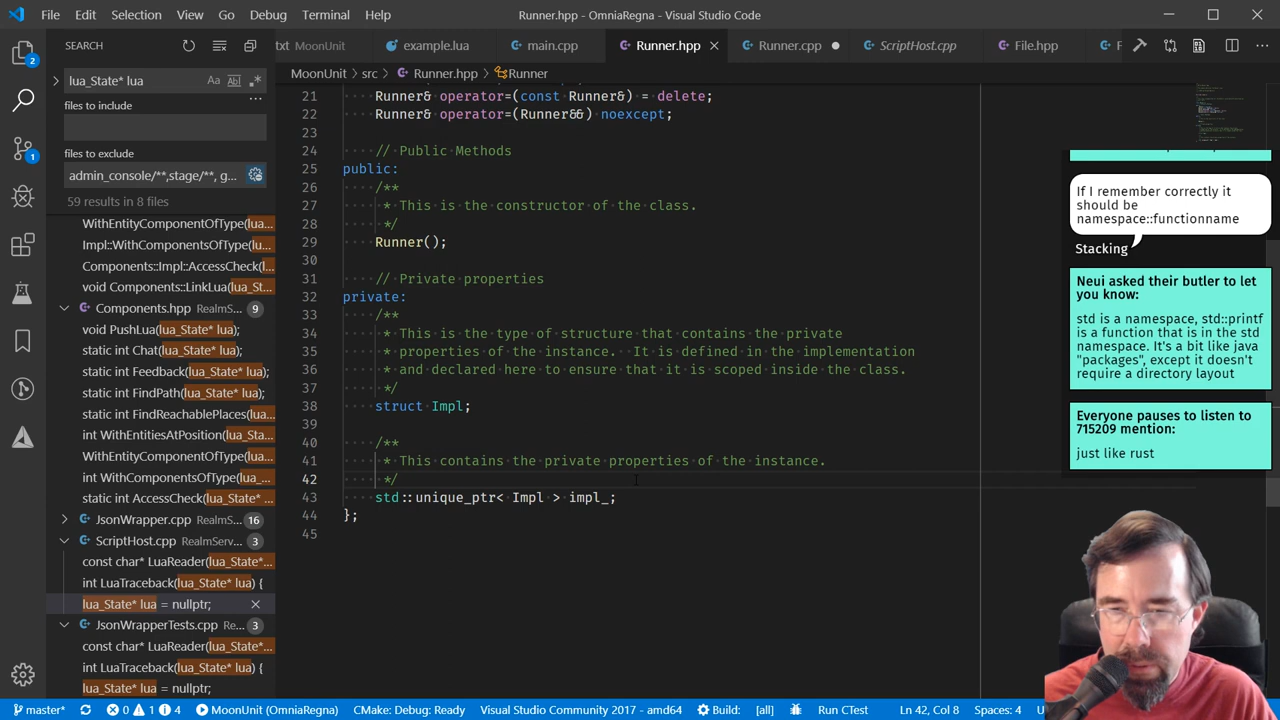 File Edit Selection View Go Debug Terminal Help
Runner.hpp - OmniaRegna - Visual Studio Code
SEARCH
txt MoonUnit
example.lua
main.cpp
Runner.hpp
Runner.cpp
ScriptHost.cpp
File.hpp
F
lua_State* lua
Aa Abl .*
files to include
files to exclude
admin_console/**,stage/**, g...
59 results in 8 files
WithEntityComponentOfType(lua...
Impl::WithComponentsOfType(lu...
Components::Impl::AccessCheck(l...
void Components::LinkLua(lua_St...
Components.hpp RealmS... 9
void PushLua(lua_State* lua);
static int Chat(lua_State* lua);
static int Feedback(lua_State* lua);
static int FindPath(lua_State* lua);
static int FindReachablePlaces(lua...
int WithEntitiesAtPosition(lua_Stat...
WithEntityComponentOfType(lua...
int WithComponentsOfType(lua_St...
static int AccessCheck(lua_State* l...
JsonWrapper.cpp RealmServ... 16
ScriptHost.cpp RealmServ... 3
const char* LuaReader(lua_State*...
int LuaTraceback(lua_State* lua) {
lua_State* lua = nullptr;
JsonWrapperTests.cpp Re... 3
const char* LuaReader(lua_State*...
int LuaTraceback(lua_State* lua) {
lua_State* lua = nullptr;
MoonUnit > src > Runner.hpp > Runner
21 Runner& operator=(const Runner&) = delete;
22 Runner& operator=(Runner&&) noexcept;
23
24 // Public Methods
25 public:
26 /**
27 * This is the constructor of the class.
28 */
29 Runner();
30
31 // Private properties
32 private:
33 /**
34 * This is the type of structure that contains the private
35 * properties of the instance.  It is defined in the implementation
36 * and declared here to ensure that it is scoped inside the class.
37 */
38 struct Impl;
39
40 /**
41 * This contains the private properties of the instance.
42 */
43 std::unique_ptr< Impl > impl_;
44 };
45
If I remember correctly it
should be
namespace::functionname
Stacking
Neui asked their butler to let
you know:
std is a namespace, std::printf
is a function that is in the std
namespace. It's a bit like java
"packages", except it doesn't
require a directory layout
Everyone pauses to listen to
715209 mention:
just like rust
2
1
master* 0 1 4 MoonUnit (OmniaRegna) CMake: Debug: Ready Visual Studio Community 2017 - amd64 Build: [all] Run CTest Ln 42, Col 8 Spaces: 4 U